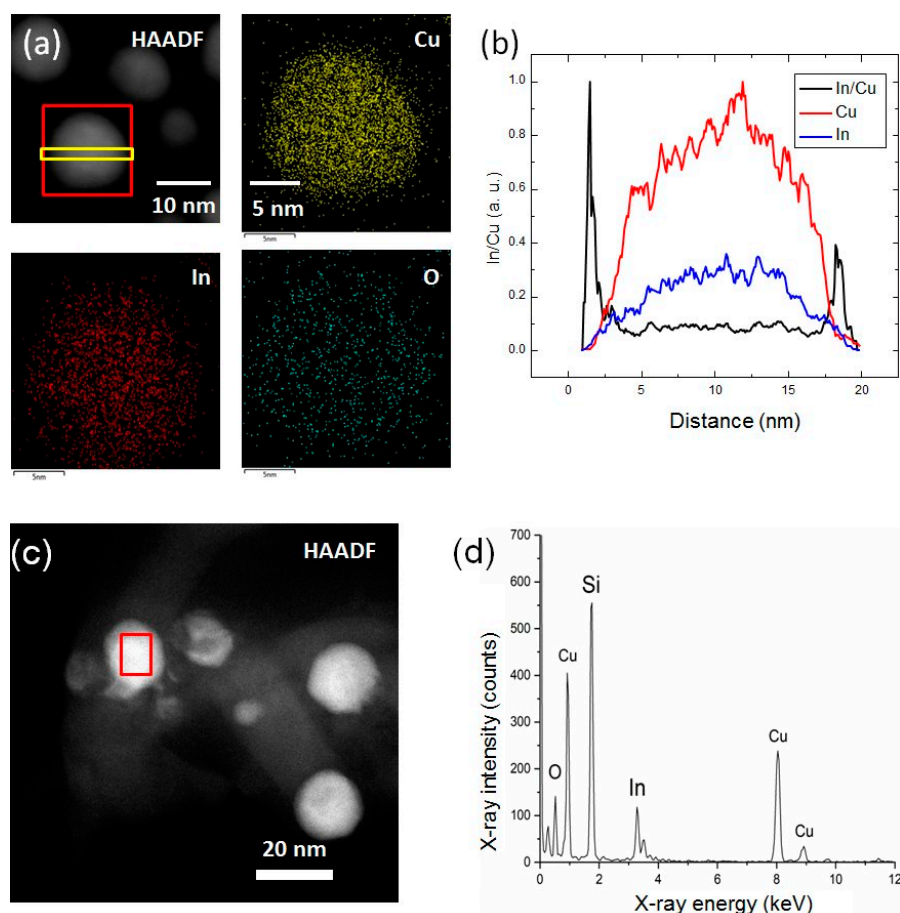 (a)
HAADF
10 nm
Cu
5 nm
5nm
In
5nm
O
5nm
(b)
In/Cu
Cu
In
In/Cu (a. u.)
1.0
0.8
0.6
0.4
0.2
0.0
0 5 10 15 20
Distance (nm)
(c)
HAADF
20 nm
(d)
X-ray intensity (counts)
700
600
500
400
300
200
100
0
O
Cu
Si
In
Cu
Cu
0 2 4 6 8 10 12
X-ray energy (keV)